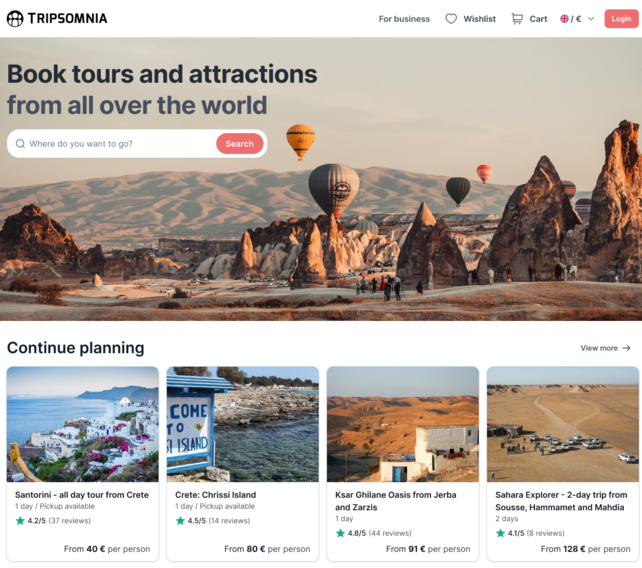 TRIPSOMNIA
For business
Wishlist
Cart
/ €
Login
Book tours and attractions
from all over the world
Where do you want to go?
Search
Continue planning
View more →
COME
TO
I ISLAND
Santorini - all day tour from Crete
1 day / Pickup available
4.2/5 (37 reviews)
From 40 € per person
Crete: Chrissi Island
1 day / Pickup available
4.5/5 (14 reviews)
From 80 € per person
Ksar Ghilane Oasis from Jerba
and Zarzis
1 day
4.8/5 (44 reviews)
From 91 € per person
Sahara Explorer - 2-day trip from
Sousse, Hammamet and Mahdia
2 days
4.1/5 (8 reviews)
From 128 € per person